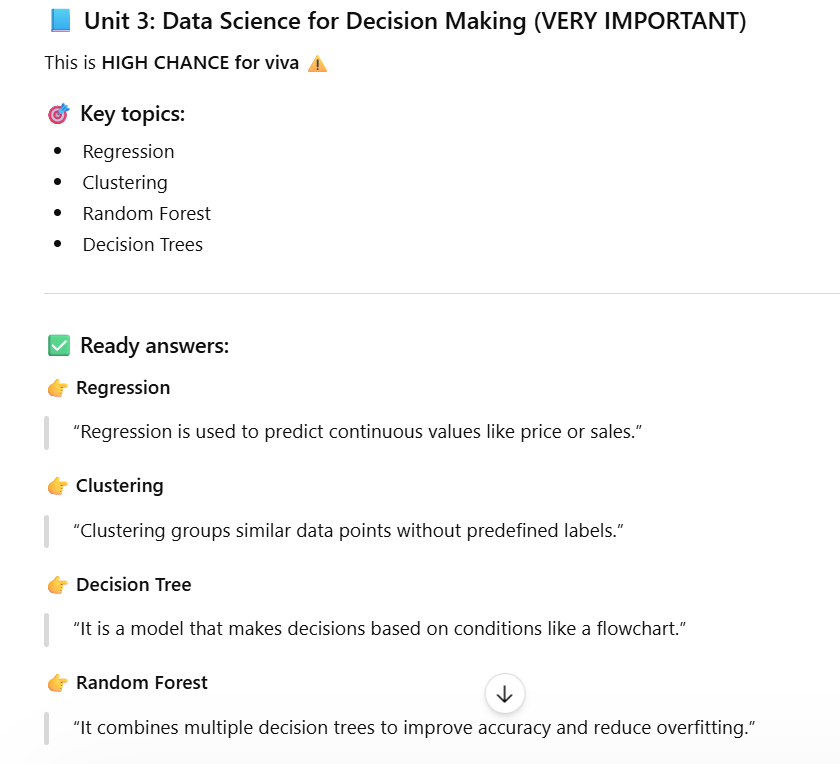 Unit 3: Data Science for Decision Making (VERY IMPORTANT)
This is HIGH CHANCE for viva
Key topics:
Regression
Clustering
Random Forest
Decision Trees
Ready answers:
Regression
“Regression is used to predict continuous values like price or sales.”
Clustering
“Clustering groups similar data points without predefined labels.”
Decision Tree
“It is a model that makes decisions based on conditions like a flowchart.”
Random Forest
“It combines multiple decision trees to improve accuracy and reduce overfitting.”